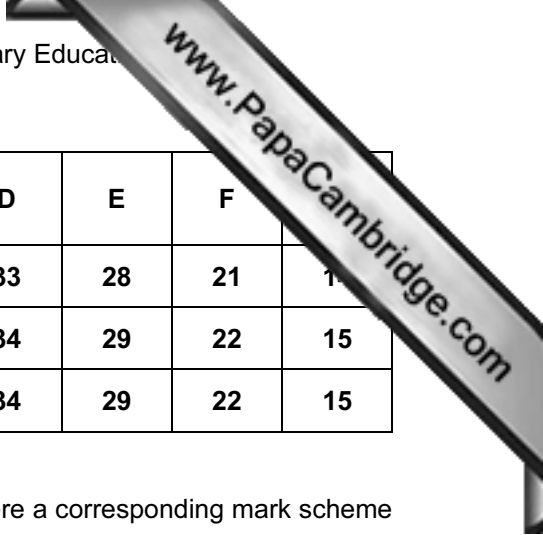 ary Educat
www.PapaCambridge.com
D E F
33 28 21
34 29 22 15
34 29 22 15
re a corresponding mark scheme